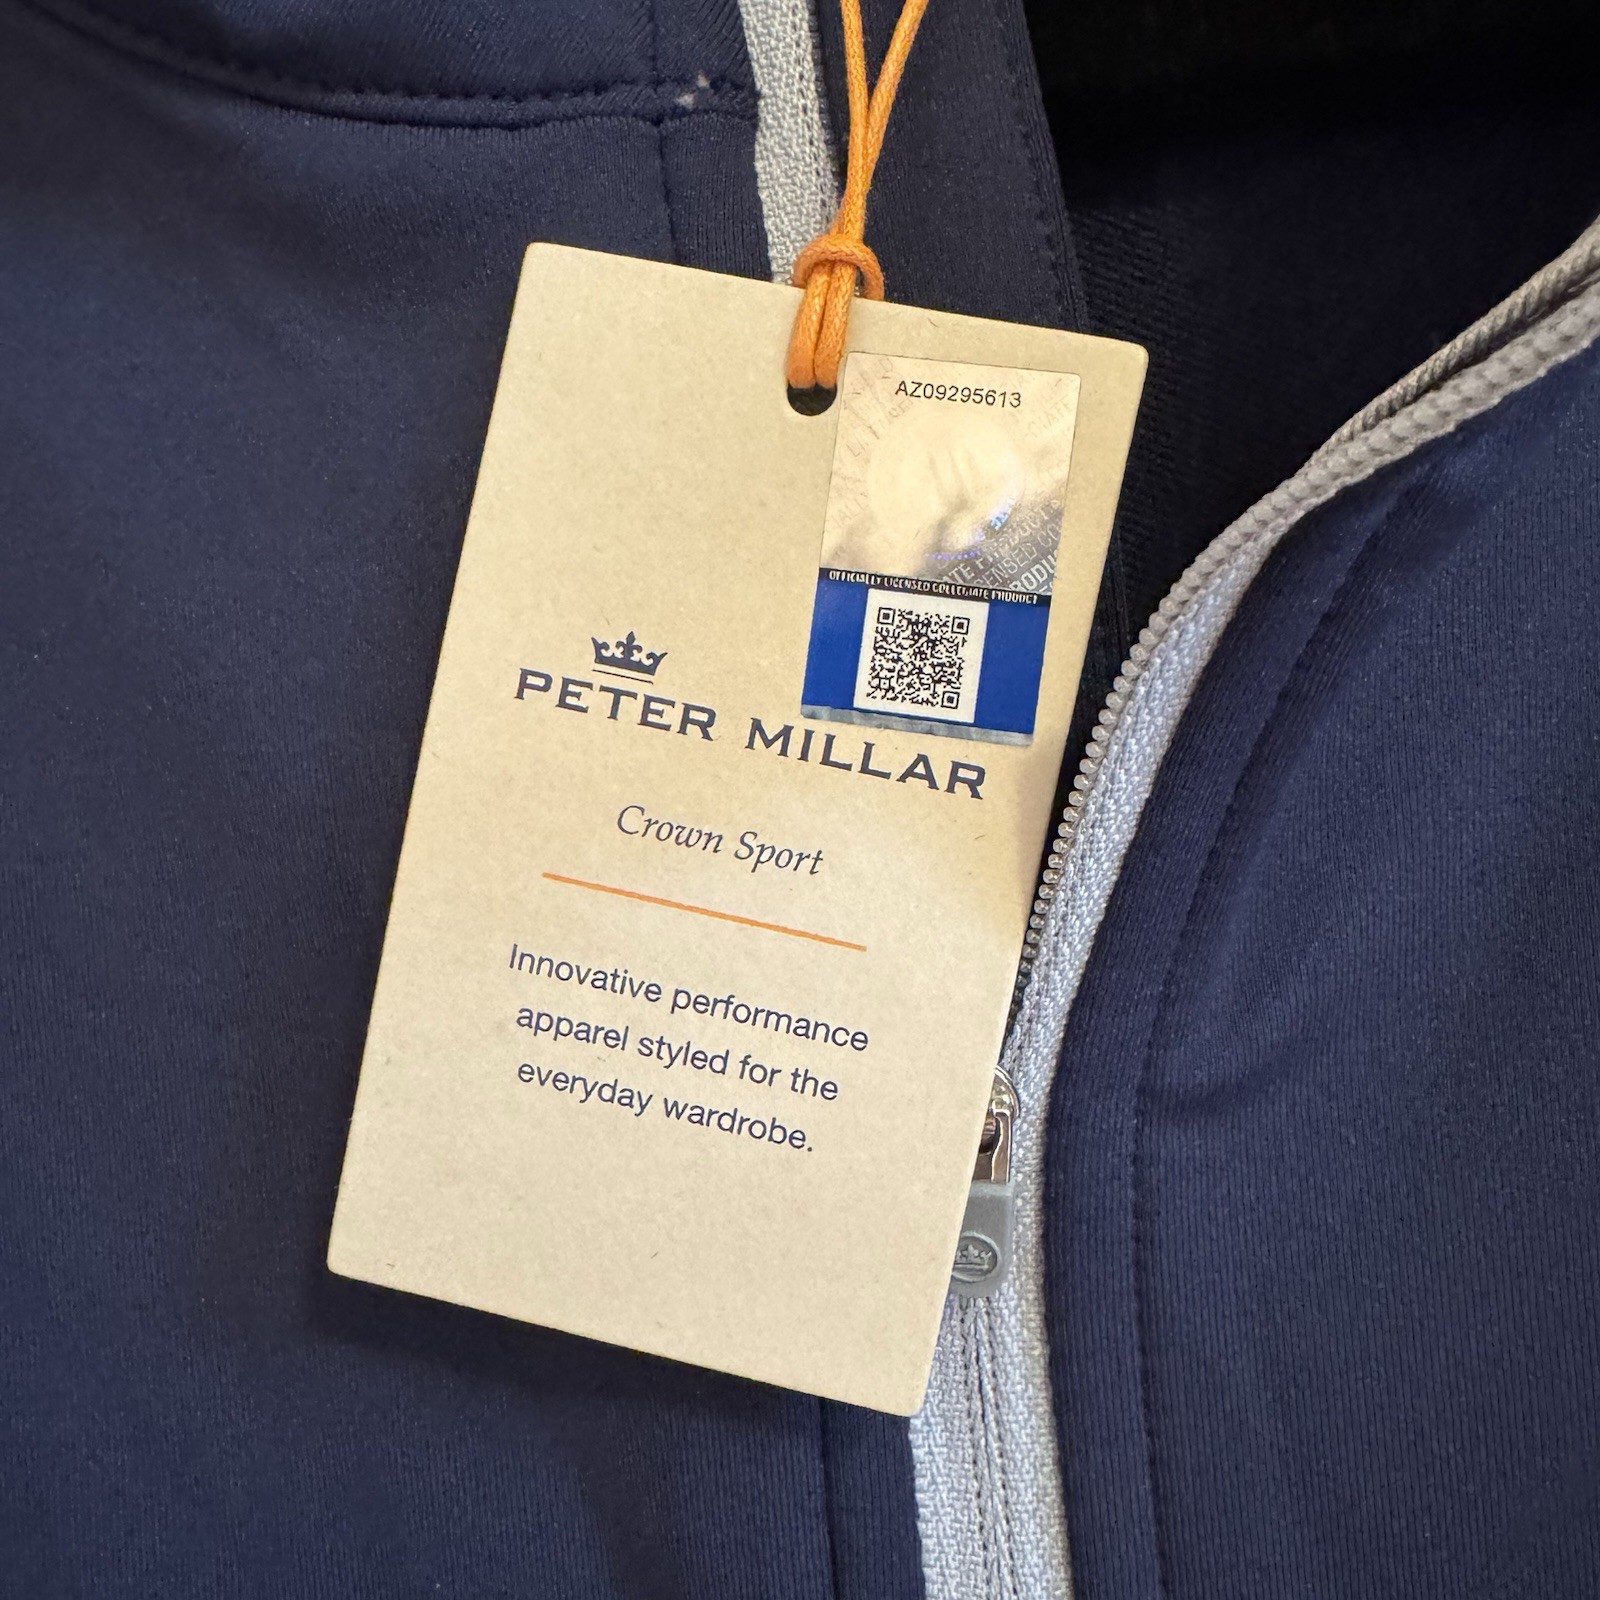 AZ09295613
OFFICIALLY LICENSED COLLEGIATE PRODUCT
PETER MILLAR
Crown Sport
Innovative performance
apparel styled for the
everyday wardrobe.